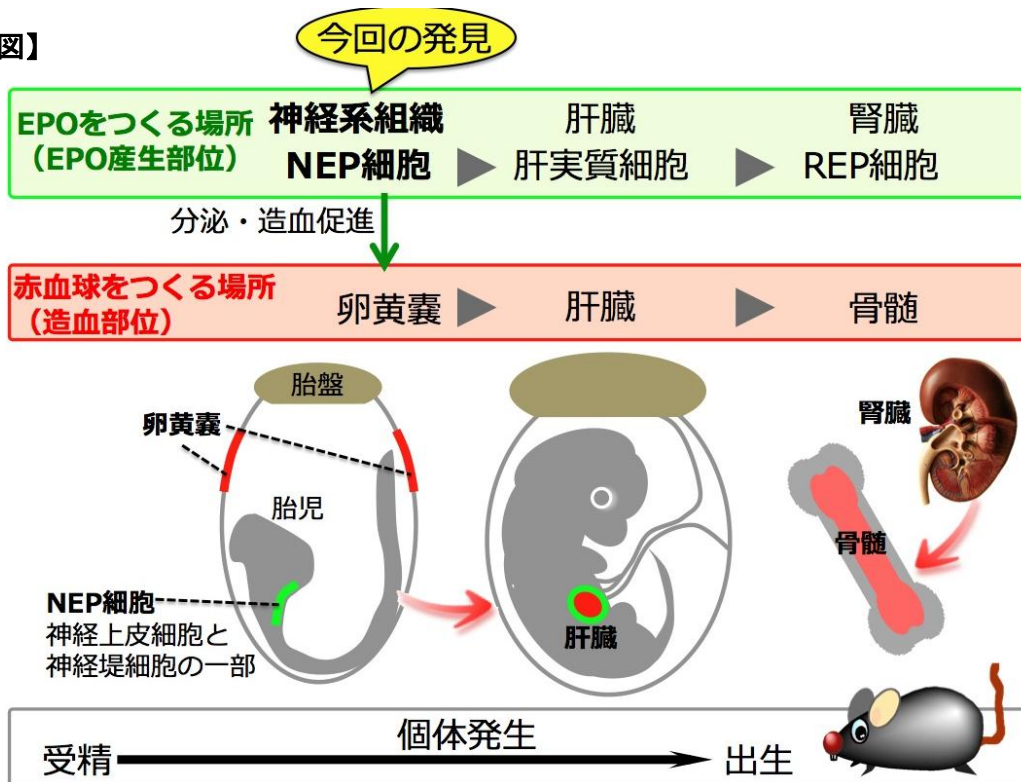 図】
今回の発見
EPOをつくる場所
（EPO産生部位）
神経系組織
NEP細胞
肝臓
肝実質細胞
腎臓
REP細胞
分泌・造血促進
赤血球をつくる場所
（造血部位）
卵黄嚢
肝臓
骨髄
胎盤
卵黄嚢
胎児
NEP細胞
神経上皮細胞と
神経堤細胞の一部
肝臓
腎臓
骨髄
個体発生
受精
出生